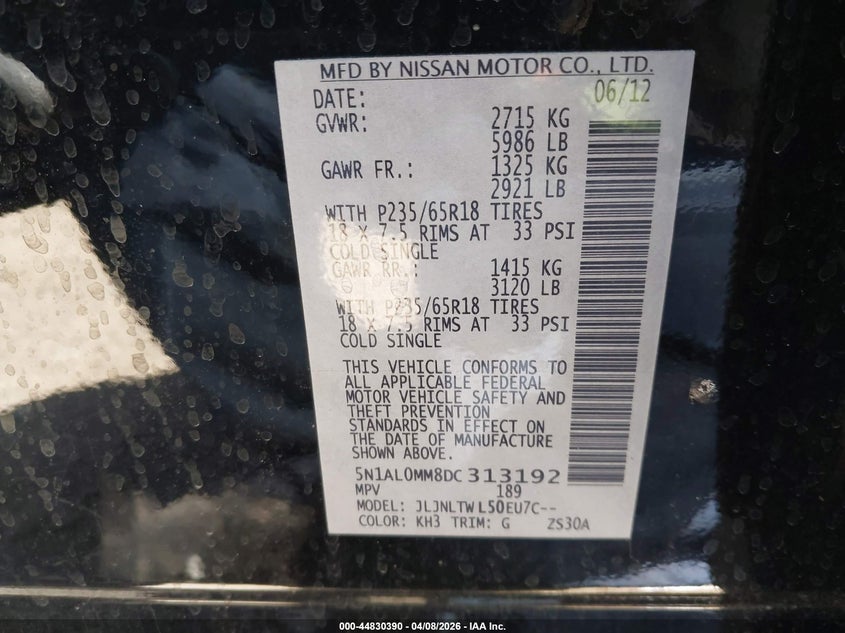 MFD BY NISSAN MOTOR CO., LTD.
DATE: 06/12
GVWR: 2715 KG
5986 LB
GAWR FR.: 1325 KG
2921 LB
WITH P235/65R18 TIRES
18 X 7.5 RIMS AT 33 PSI
COLD SINGLE
GAWR RR.: 1415 KG
3120 LB
WITH P235/65R18 TIRES
18 X 7.5 RIMS AT 33 PSI
COLD SINGLE
THIS VEHICLE CONFORMS TO
ALL APPLICABLE FEDERAL
MOTOR VEHICLE SAFETY AND
THEFT PREVENTION
STANDARDS IN EFFECT ON
THE DATE OF MANUFACTURE
SHOWN ABOVE.
5N1AL0MM8DC313192
MPV 189
MODEL: JLJNLTWL50EU7C--
COLOR: KH3 TRIM: G ZS30A
000-44830390 - 04/08/2026 - IAA Inc.